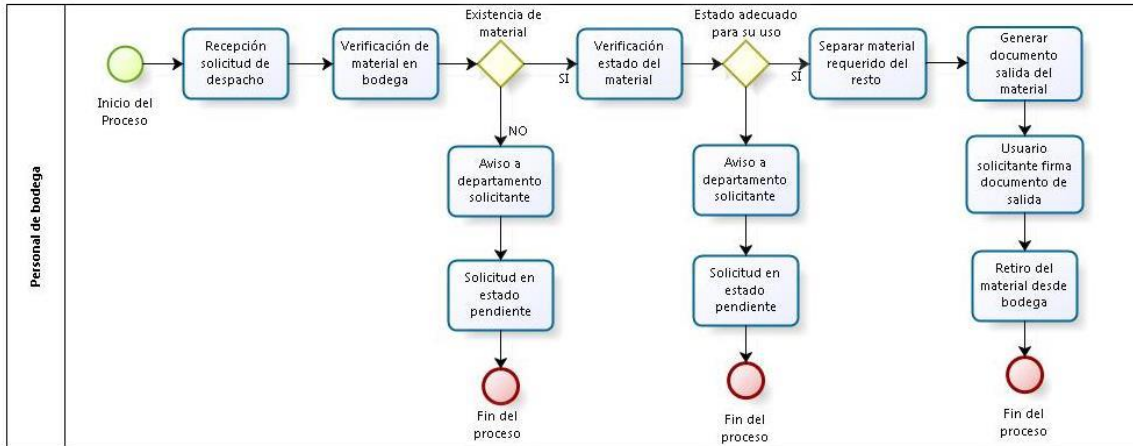 Personal de bodega
Inicio del
Proceso
Recepción
solicitud de
despacho
Verificación de
material en
bodega
Existencia de
material
SI
NO
Aviso a
departamento
solicitante
Solicitud en
estado
pendiente
Fin del
proceso
Verificación
estado del
material
Estado adecuado
para su uso
SI
Aviso a
departamento
solicitante
Solicitud en
estado
pendiente
Fin del
proceso
Separar material
requerido del
resto
Generar
documento
salida del
material
Usuario
solicitante firma
documento de
salida
Retiro del
material desde
bodega
Fin del
proceso